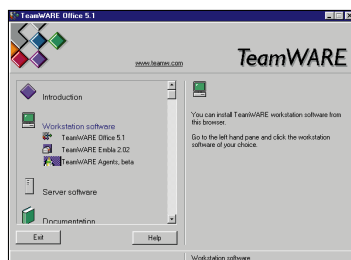 TeamWARE Office 5.1
www.teamw.com
TeamWARE
Introduction
Workstation software
TeamWARE Office 5.1
TeamWARE Embla 2.02
TeamWARE Agents, beta
Server software
Documentation
You can install TeamWARE workstation software from
this browser.
Go to the left hand pane and click the workstation
software of your choice.
Exit
Help
Workstation software